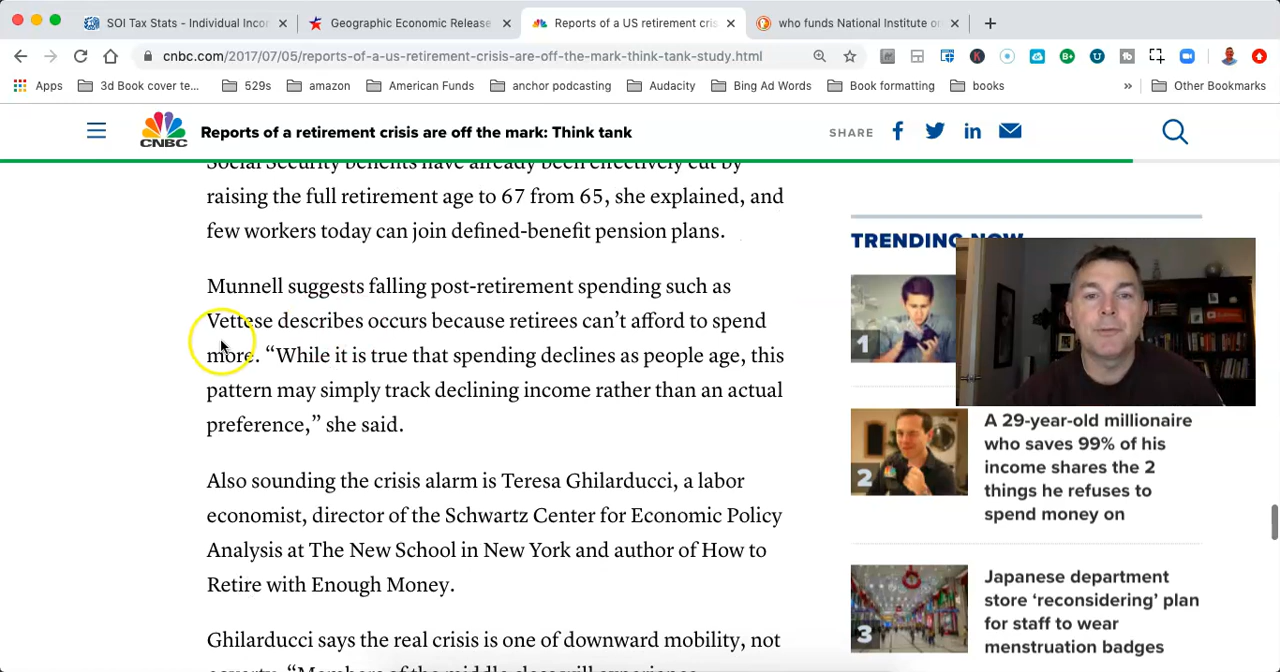 SOI Tax Stats - Individual Incor
Geographic Economic Release
Reports of a US retirement cris
who funds National Institute o
cnbc.com/2017/07/05/reports-of-a-us-retirement-crisis-are-off-the-mark-think-tank-study.html
Apps
3d Book cover te...
529s
amazon
American Funds
anchor podcasting
Audacity
Bing Ad Words
Book formatting
books
»
Other Bookmarks
CNBC
Reports of a retirement crisis are off the mark: Think tank
SHARE
Social Security benefits have already been effectively cut by
raising the full retirement age to 67 from 65, she explained, and
few workers today can join defined-benefit pension plans.
Munnell suggests falling post-retirement spending such as
Vettese describes occurs because retirees can’t afford to spend
more. “While it is true that spending declines as people age, this
pattern may simply track declining income rather than an actual
preference,” she said.
Also sounding the crisis alarm is Teresa Ghilarducci, a labor
economist, director of the Schwartz Center for Economic Policy
Analysis at The New School in New York and author of How to
Retire with Enough Money.
Ghilarducci says the real crisis is one of downward mobility, not
poverty. “Members of the middle class will experience
TRENDING NOW
1
2
A 29-year-old millionaire
who saves 99% of his
income shares the 2
things he refuses to
spend money on
3
Japanese department
store ‘reconsidering’ plan
for staff to wear
menstruation badges